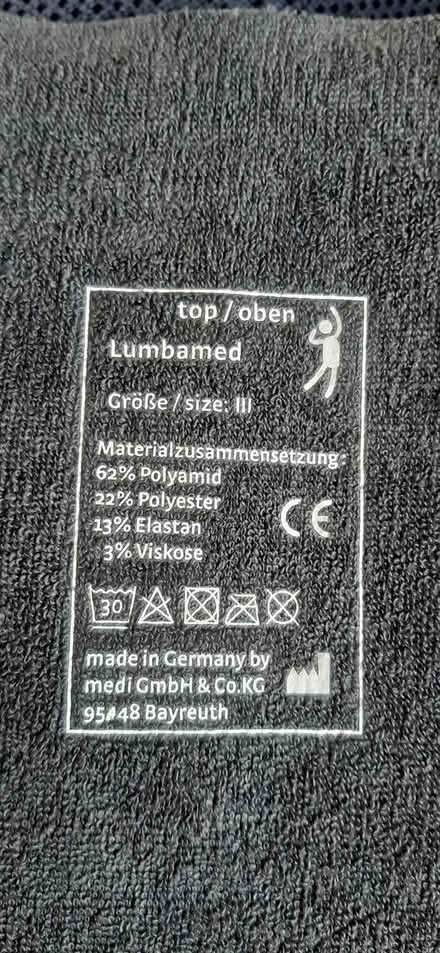 top / oben
Lumbamed
Größe / size: III
Materialzusammensetzung:
62% Polyamid
22% Polyester
13% Elastan
3% Viskose
CE
30
made in Germany by
medi GmbH & Co.KG
Bayreuth